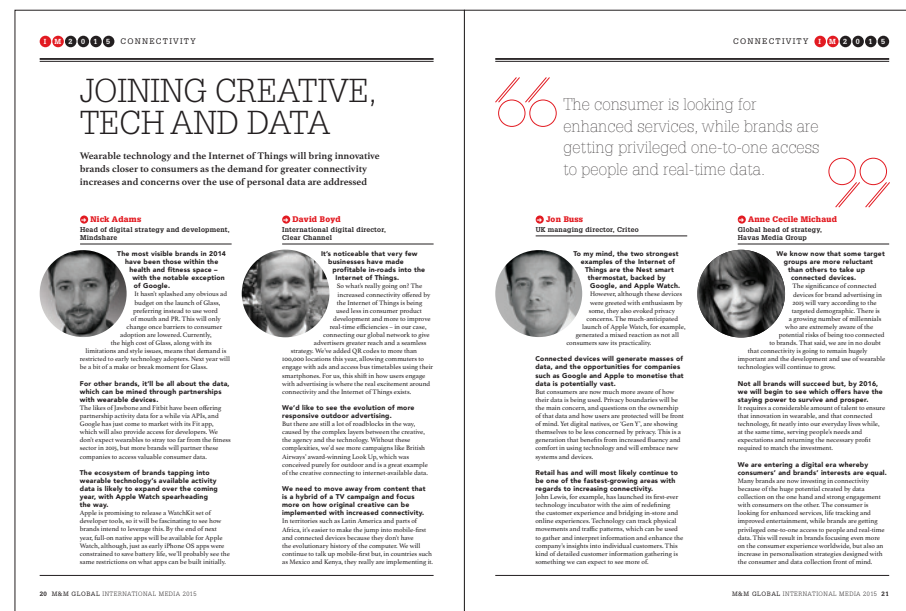 IM2015 CONNECTIVITY
JOINING CREATIVE,
TECH AND DATA
Wearable technology and the Internet of Things will bring innovative
brands closer to consumers as the demand for greater connectivity
increases and concerns over the use of personal data are addressed
Nick Adams
Head of digital strategy and development,
Mindshare
The most visible brands in 2014
have been those within the
health and fitness space –
with the notable exception
of Google.
It hasn't splashed any obvious ad
budget on the launch of Glass,
preferring instead to use word
of mouth and PR. This will only
change once barriers to consumer
adoption are lowered. Currently,
the high cost of Glass, along with its
limitations and style issues, means that demand is
restricted to early technology adopters. Next year will
be a bit of a make or break moment for Glass.
For other brands, it'll be all about the data,
which can be mined through partnerships
with wearable devices.
The likes of Jawbone and Fitbit have been offering
partnership activity data for a while via APIs, and
Google has just come to market with its Fit app,
which will also provide access for developers. We
don't expect wearables to stray too far from the fitness
sector in 2015, but more brands will partner these
companies to access valuable consumer data.
The ecosystem of brands tapping into
wearable technology's available activity
data is likely to expand over the coming
year, with Apple Watch spearheading
the way.
Apple is promising to release a WatchKit set of
developer tools, so it will be fascinating to see how
brands intend to leverage this. By the end of next
year, full-on native apps will be available for Apple
Watch, although, just as early iPhone OS apps were
constrained to save battery life, we'll probably see the
same restrictions on what apps can be built initially.
David Boyd
International digital director,
Clear Channel
It's noticeable that very few
businesses have made
profitable in-roads into the
Internet of Things.
So what's really going on? The
increased connectivity offered by
the Internet of Things is being
used less in consumer product
development and more to improve
real-time efficiencies – in our case,
connecting our global network to give
advertisers greater reach and a seamless
strategy. We've added QR codes to more than
100,000 locations this year, allowing commuters to
engage with ads and access bus timetables using their
smartphones. For us, this shift in how users engage
with advertising is where the real excitement around
connectivity and the Internet of Things exists.
We'd like to see the evolution of more
responsive outdoor advertising.
But there are still a lot of roadblocks in the way,
caused by the complex layers between the creative,
the agency and the technology. Without these
complexities, we'd see more campaigns like British
Airways' award-winning Look Up, which was
conceived purely for outdoor and is a great example
of the creative connecting to internet-available data.
We need to move away from content that
is a hybrid of a TV campaign and focus
more on how original creative can be
implemented with increased connectivity.
In territories such as Latin America and parts of
Africa, it's easier to make the jump into mobile-first
and connected devices because they don't have
the evolutionary history of the computer. We will
continue to talk up mobile-first but, in countries such
as Mexico and Kenya, they really are implementing it.
20 M&M GLOBAL INTERNATIONAL MEDIA 2015
CONNECTIVITY IM2015
The consumer is looking for
enhanced services, while brands are
getting privileged one-to-one access
to people and real-time data.
Jon Buss
UK managing director, Criteo
To my mind, the two strongest
examples of the Internet of
Things are the Nest smart
thermostat, backed by
Google, and Apple Watch.
However, although these devices
were greeted with enthusiasm by
some, they also evoked privacy
concerns. The much-anticipated
launch of Apple Watch, for example,
generated a mixed reaction as not all
consumers saw its practicality.
Connected devices will generate masses of
data, and the opportunities for companies
such as Google and Apple to monetise that
data is potentially vast.
But consumers are now much more aware of how
their data is being used. Privacy boundaries will be
the main concern, and questions on the ownership
of that data and how users are protected will be front
of mind. Yet digital natives, or 'Gen Y', are showing
themselves to be less concerned by privacy. This is a
generation that benefits from increased fluency and
comfort in using technology and will embrace new
systems and devices.
Retail has and will most likely continue to
be one of the fastest-growing areas with
regards to increasing connectivity.
John Lewis, for example, has launched its first-ever
technology incubator with the aim of redefining
the customer experience and bridging in-store and
online experiences. Technology can track physical
movements and traffic patterns, which can be used
to gather and interpret information and enhance the
company's insights into individual customers. This
kind of detailed customer information gathering is
something we can expect to see more of.
Anne Cecile Michaud
Global head of strategy,
Havas Media Group
We know now that some target
groups are more reluctant
than others to take up
connected devices.
The significance of connected
devices for brand advertising in
2015 will vary according to the
targeted demographic. There is
a growing number of millennials
who are extremely aware of the
potential risks of being too connected
to brands. That said, we are in no doubt
that connectivity is going to remain hugely
important and the development and use of wearable
technologies will continue to grow.
Not all brands will succeed but, by 2016,
we will begin to see which offers have the
staying power to survive and prosper.
It requires a considerable amount of talent to ensure
that innovation in wearable, and that connected
technology, fit neatly into our everyday lives while,
at the same time, serving people's needs and
expectations and returning the necessary profit
required to match the investment.
We are entering a digital era whereby
consumers' and brands' interests are equal.
Many brands are now investing in connectivity
because of the huge potential created by data
collection on the one hand and strong engagement
with consumers on the other. The consumer is
looking for enhanced services, life tracking and
improved entertainment, while brands are getting
privileged one-to-one access to people and real-time
data. This will result in brands focusing even more
on the consumer experience worldwide, but also an
increase in personalisation strategies designed with
the consumer and data collection front of mind.
M&M GLOBAL INTERNATIONAL MEDIA 2015 21